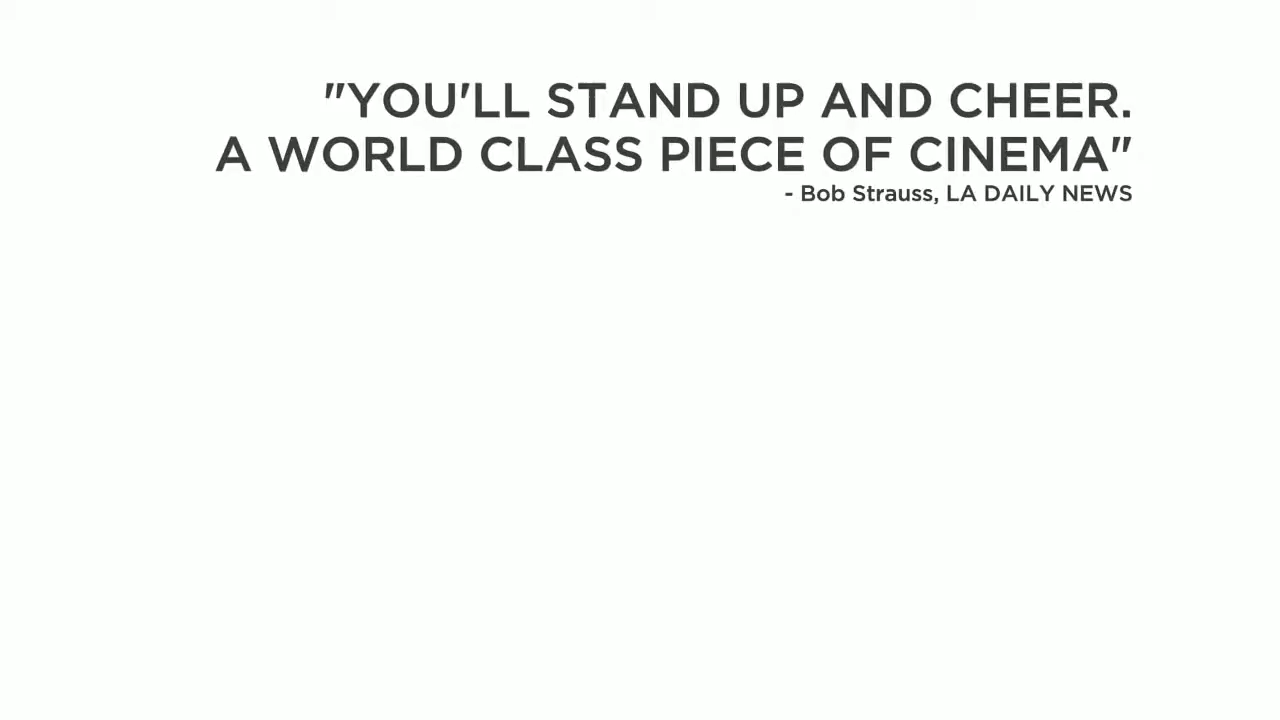 "YOU'LL STAND UP AND CHEER.
A WORLD CLASS PIECE OF CINEMA"
- Bob Strauss, LA DAILY NEWS